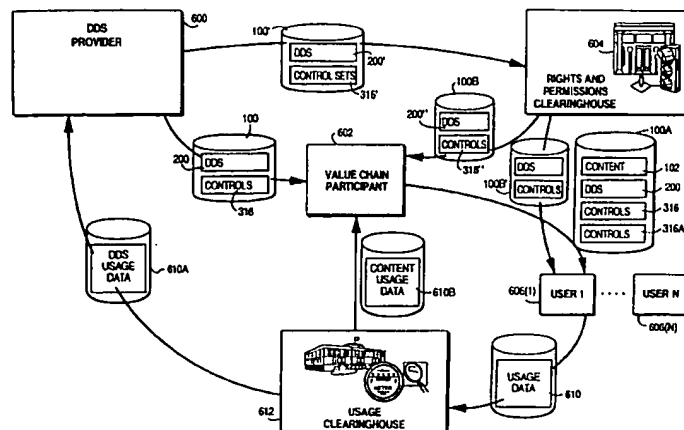 600
DDS
PROVIDER
100'
DDS
200'
CONTROL SETS
316'
604
RIGHTS AND
PERMISSIONS
CLEARINGHOUSE
100B
200''
DDS
CONTROLS
316''
100
200
DDS
CONTROLS
316
602
VALUE CHAIN
PARTICIPANT
DDS
CONTROLS
100B'
100A
CONTENT
102
DDS
200
CONTROLS
316
CONTROLS
316A
DDS
USAGE
DATA
610A
CONTENT
USAGE
DATA
610B
606(1)
USER 1
USER N
606(N)
612
USAGE
CLEARINGHOUSE
USAGE
DATA
610